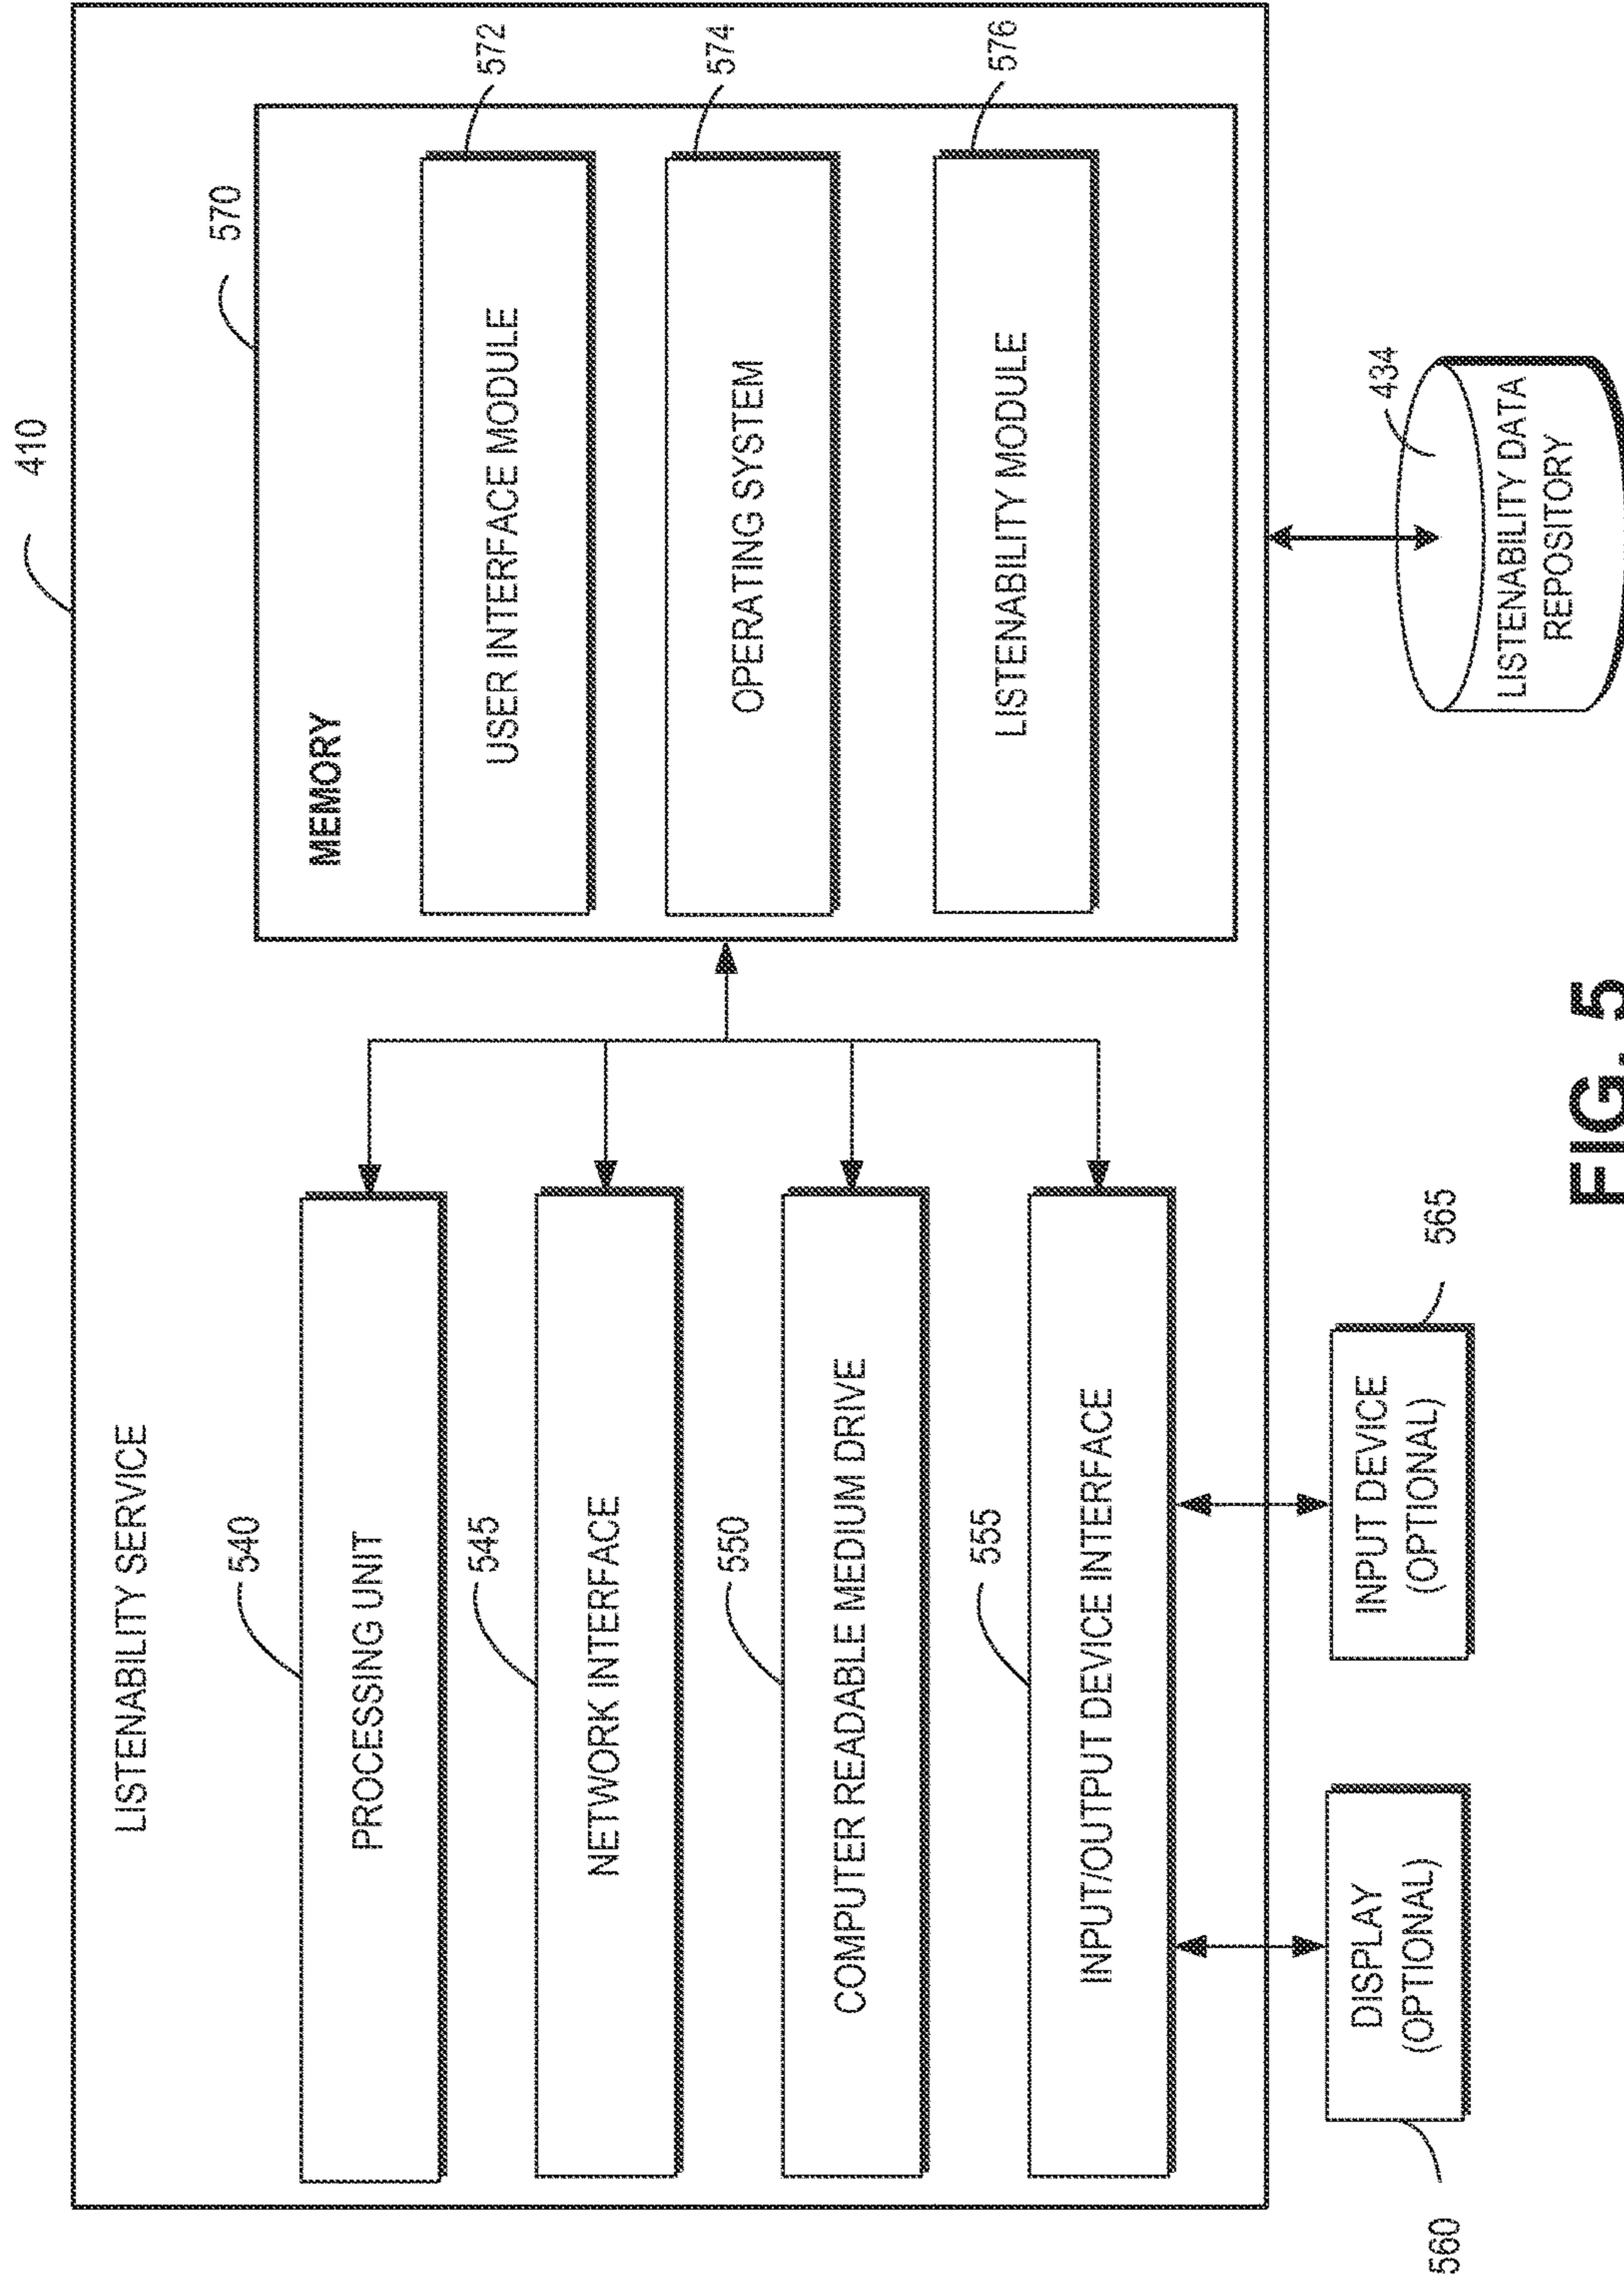 410
LISTENABILITY SERVICE
540
PROCESSING UNIT
545
NETWORK INTERFACE
550
COMPUTER READABLE MEDIUM DRIVE
555
INPUT/OUTPUT DEVICE INTERFACE
570
MEMORY
572
USER INTERFACE MODULE
574
OPERATING SYSTEM
576
LISTENABILITY MODULE
560
DISPLAY
(OPTIONAL)
565
INPUT DEVICE
(OPTIONAL)
434
LISTENABILITY DATA
REPOSITORY
FIG. 5